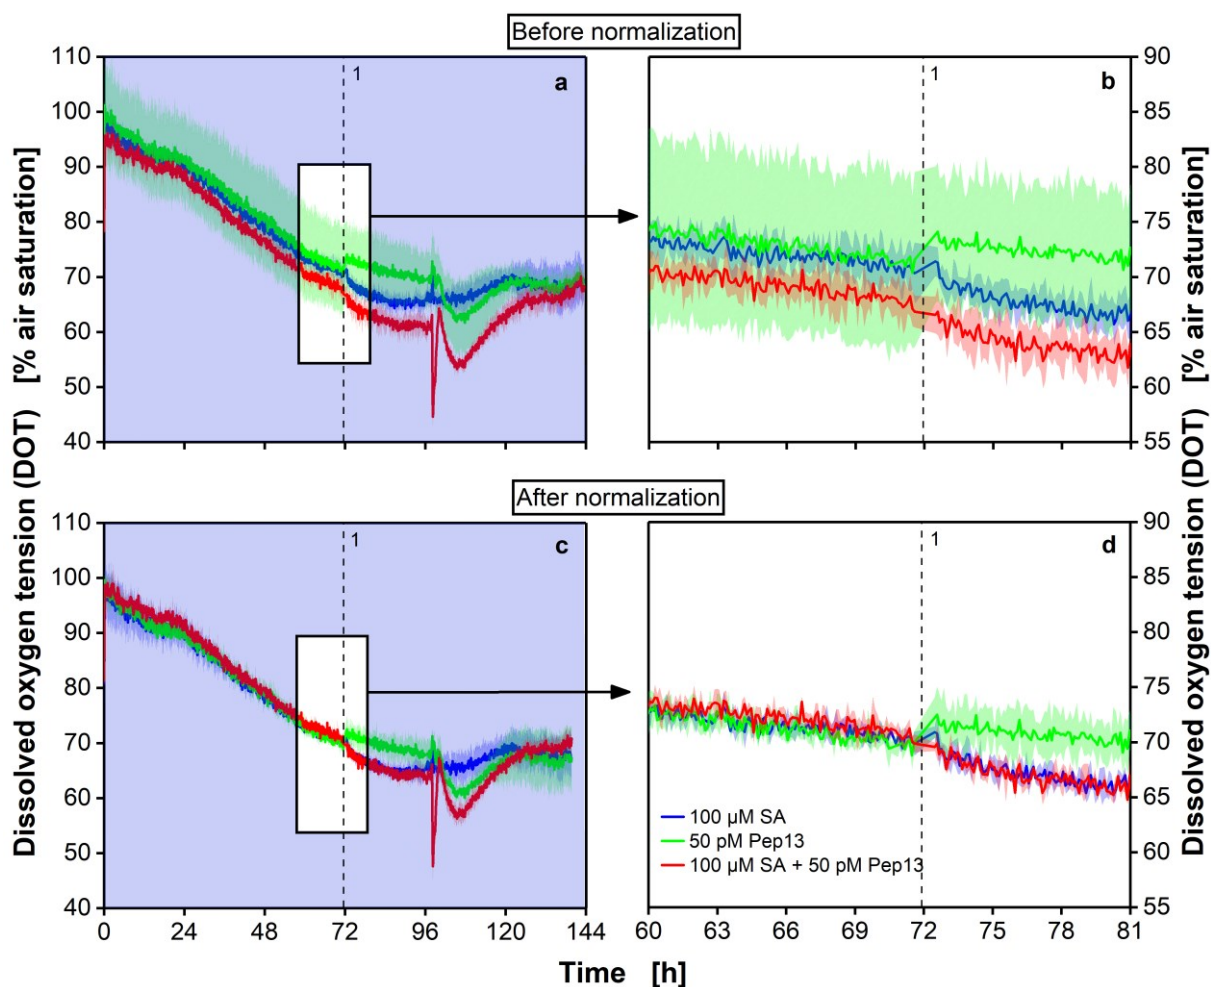 Before normalization
110
100
90
80
70
60
50
40
a
1
b
1
90
85
80
75
70
65
60
55
Dissolved oxygen tension (DOT) [% air saturation]
Dissolved oxygen tension (DOT) [% air saturation]
After normalization
110
100
90
80
70
60
50
40
c
1
d
1
90
85
80
75
70
65
60
55
100 µM SA
50 pM Pep13
100 µM SA + 50 pM Pep13
0 24 48 72 96 120 144
60 63 66 69 72 75 78 81
Time [h]